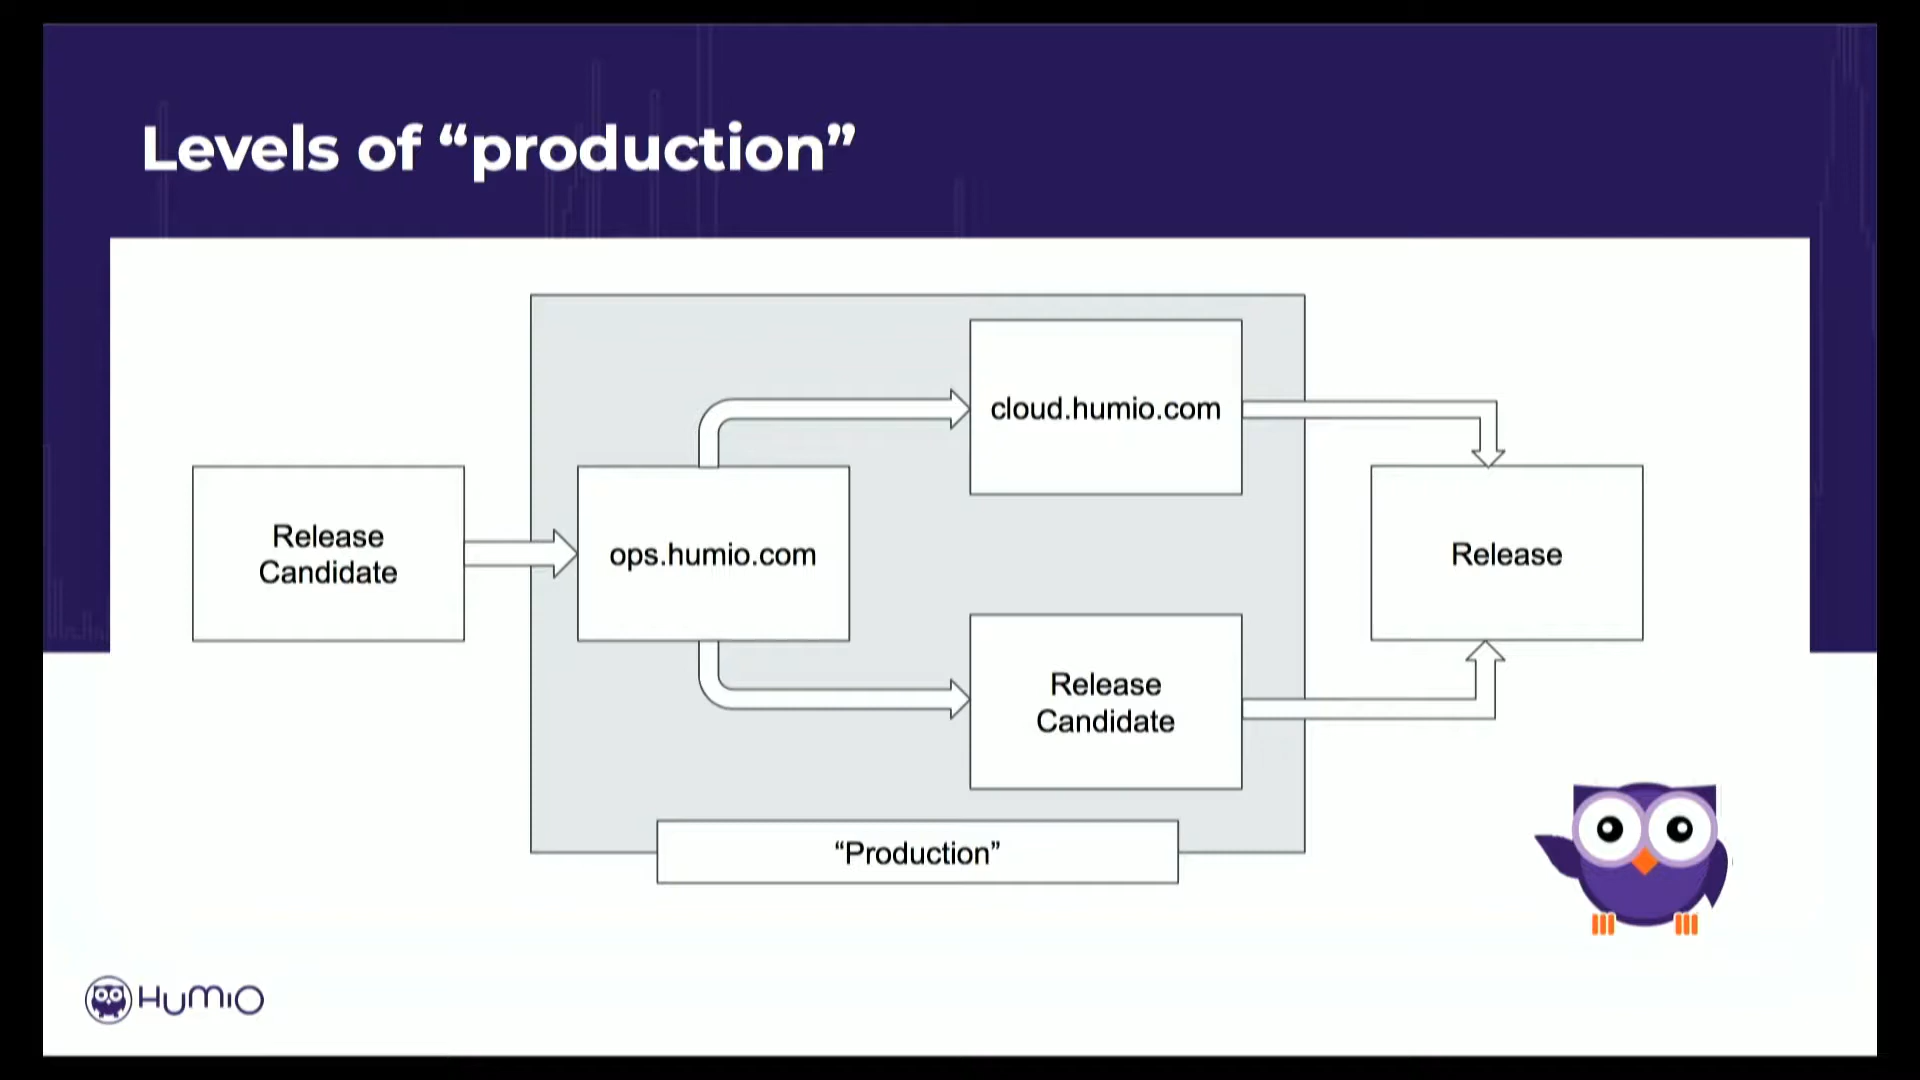 Levels of “production”
Release
Candidate
ops.humio.com
cloud.humio.com
Release
Candidate
Release
“Production”
HUMIO